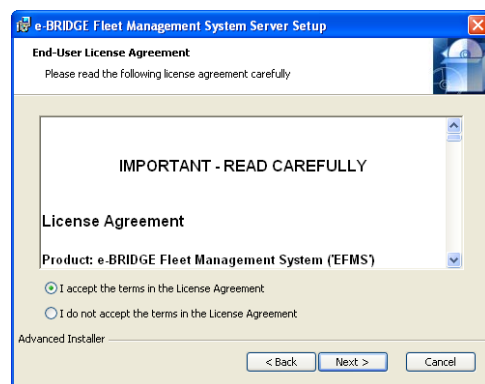 e-BRIDGE Fleet Management System Server Setup
End-User License Agreement
Please read the following license agreement carefully
IMPORTANT - READ CAREFULLY
License Agreement
Product: e-BRIDGE Fleet Management System ('EFMS')
I accept the terms in the License Agreement
I do not accept the terms in the License Agreement
Advanced Installer
< Back Next > Cancel